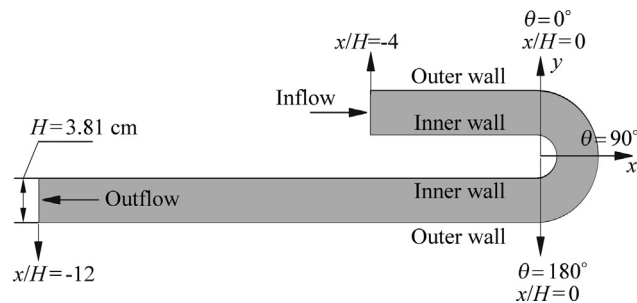 θ=0°
x/H=-4
x/H=0
Outer wall
y
Inflow
H=3.81 cm
Inner wall
θ=90°
x
Inner wall
Outflow
Outer wall
x/H=-12
θ=180°
x/H=0